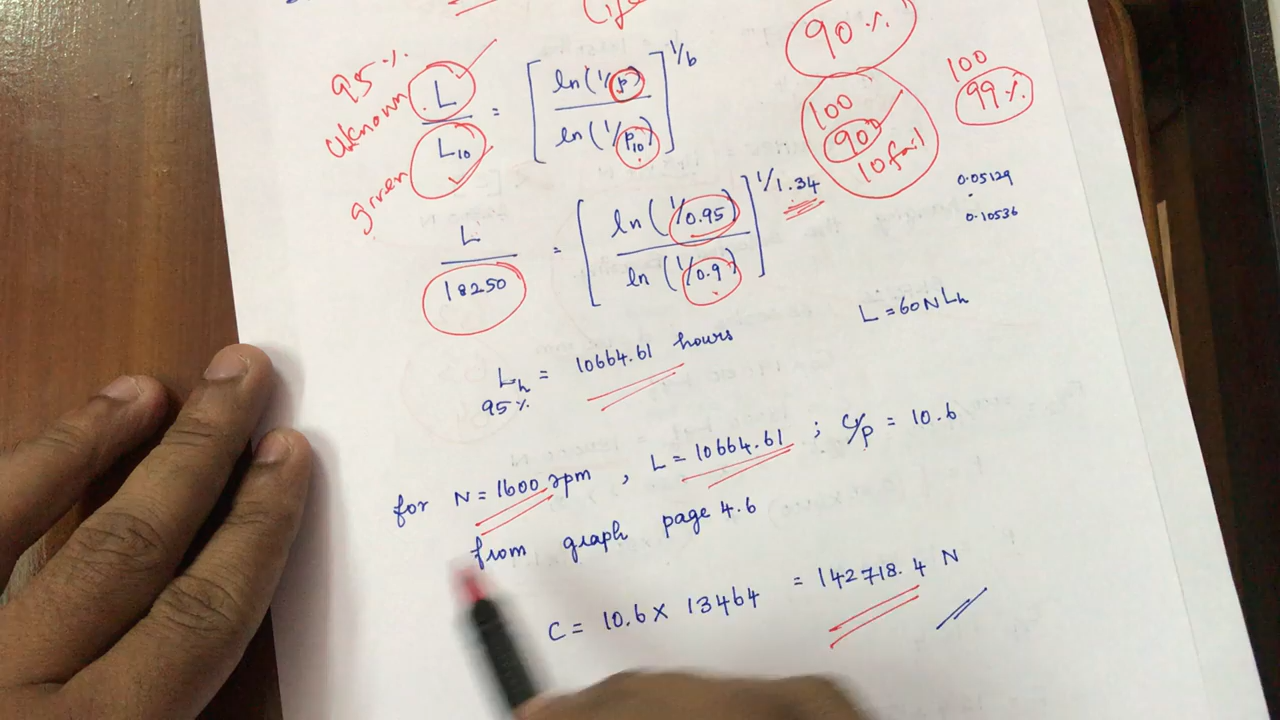 90 %
95 %
L / L10 = [ ln(1/p) / ln(1/p10) ]^1/b
unknown
given
100
90
10 fail
100
99 %
L / 18250 = [ ln(1/0.95) / ln(1/0.9) ]^1/1.34
0.05129
0.10536
L = 60 N Lh
Lh 95 % = 10664.61 hours
for N = 1600 rpm , L = 10664.61 ; C/p = 10.6
from graph page 4.6
C = 10.6 x 13464 = 142718.4 N